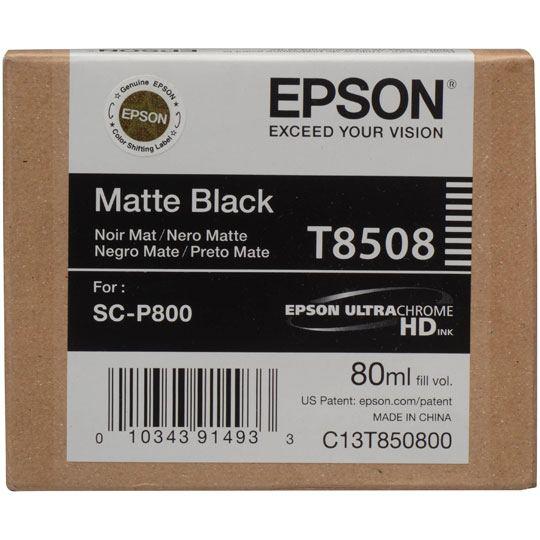 Genuine Epson
EPSON
Color Shifting Label
EPSON®
EXCEED YOUR VISION
Matte Black
Noir Mat/Nero Matte
Negro Mate/Preto Mate
T8508
For :
SC-P800
EPSON ULTRACHROME
HD INK
80ml fill vol.
US Patent: epson.com/patent
MADE IN CHINA
0 10343 91493 3
C13T850800